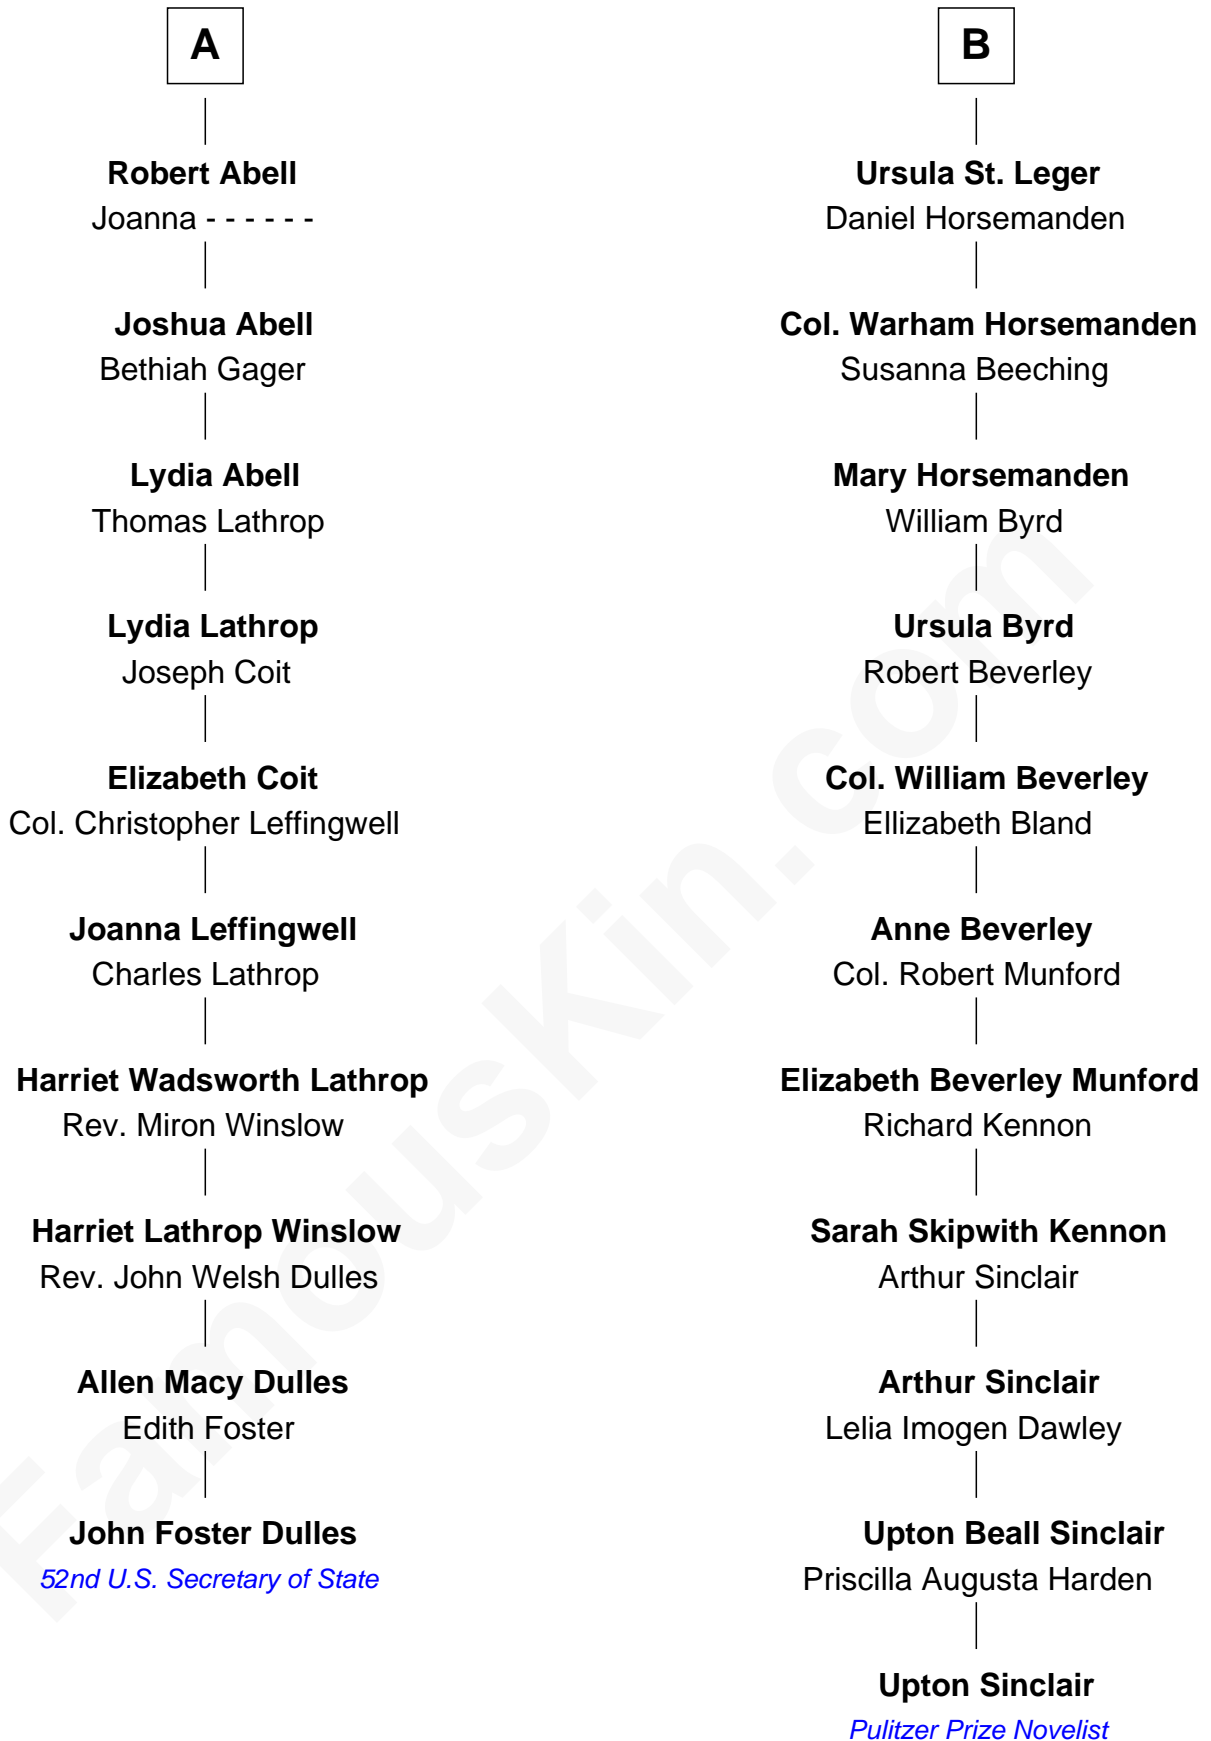 A
Robert Abell
Joanna - - - - - -
Joshua Abell
Bethiah Gager
Lydia Abell
Thomas Lathrop
Lydia Lathrop
Joseph Coit
Elizabeth Coit
Col. Christopher Leffingwell
Joanna Leffingwell
Charles Lathrop
Harriet Wadsworth Lathrop
Rev. Miron Winslow
Harriet Lathrop Winslow
Rev. John Welsh Dulles
Allen Macy Dulles
Edith Foster
John Foster Dulles
52nd U.S. Secretary of State
B
Ursula St. Leger
Daniel Horsemanden
Col. Warham Horsemanden
Susanna Beeching
Mary Horsemanden
William Byrd
Ursula Byrd
Robert Beverley
Col. William Beverley
Ellizabeth Bland
Anne Beverley
Col. Robert Munford
Elizabeth Beverley Munford
Richard Kennon
Sarah Skipwith Kennon
Arthur Sinclair
Arthur Sinclair
Lelia Imogen Dawley
Upton Beall Sinclair
Priscilla Augusta Harden
Upton Sinclair
Pulitzer Prize Novelist
FamousKin.com